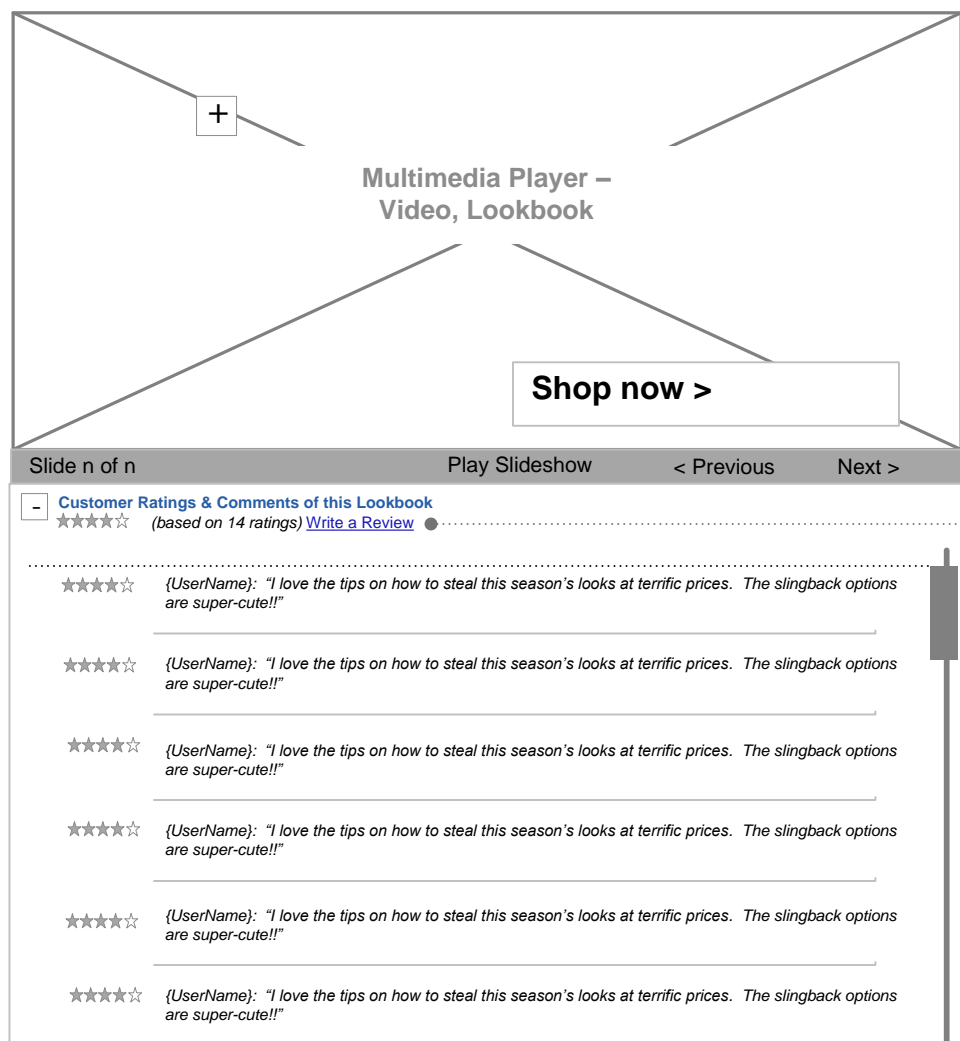 +
Multimedia Player –
Video, Lookbook
Shop now >
Slide n of n Play Slideshow < Previous Next >
- Customer Ratings & Comments of this Lookbook
(based on 14 ratings) Write a Review
{UserName}: “I love the tips on how to steal this season’s looks at terrific prices. The slingback options
are super-cute!!”
{UserName}: “I love the tips on how to steal this season’s looks at terrific prices. The slingback options
are super-cute!!”
{UserName}: “I love the tips on how to steal this season’s looks at terrific prices. The slingback options
are super-cute!!”
{UserName}: “I love the tips on how to steal this season’s looks at terrific prices. The slingback options
are super-cute!!”
{UserName}: “I love the tips on how to steal this season’s looks at terrific prices. The slingback options
are super-cute!!”
{UserName}: “I love the tips on how to steal this season’s looks at terrific prices. The slingback options
are super-cute!!”